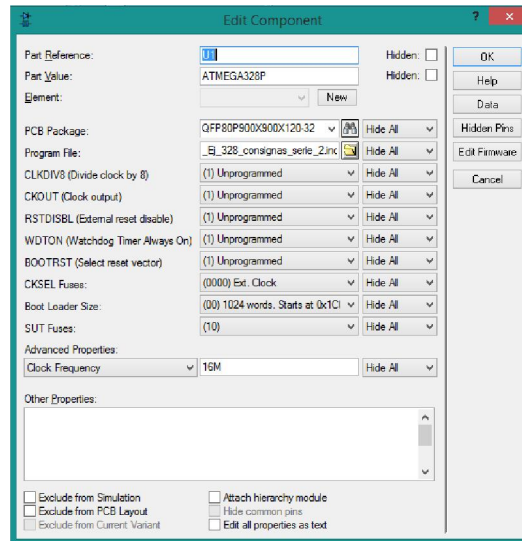 Edit Component
? ×
Part Reference: U1 Hidden:
Part Value: ATMEGA328P Hidden:
Element: New
PCB Package: QFP80P900X900X120-32 Hide All
Program File: _Ej_328_consignas_serie_2.inc Hide All
CLKDIV8 (Divide clock by 8) (1) Unprogrammed Hide All
CKOUT (Clock output) (1) Unprogrammed Hide All
RSTDISBL (External reset disable) (1) Unprogrammed Hide All
WDTON (Watchdog Timer Always On) (1) Unprogrammed Hide All
BOOTRST (Select reset vector) (1) Unprogrammed Hide All
CKSEL Fuses: (0000) Ext. Clock Hide All
Boot Loader Size: (00) 1024 words. Starts at 0x1C Hide All
SUT Fuses: (10) Hide All
Advanced Properties:
Clock Frequency 16M Hide All
Other Properties:
Exclude from Simulation Attach hierarchy module
Exclude from PCB Layout Hide common pins
Exclude from Current Variant Edit all properties as text
OK
Help
Data
Hidden Pins
Edit Firmware
Cancel